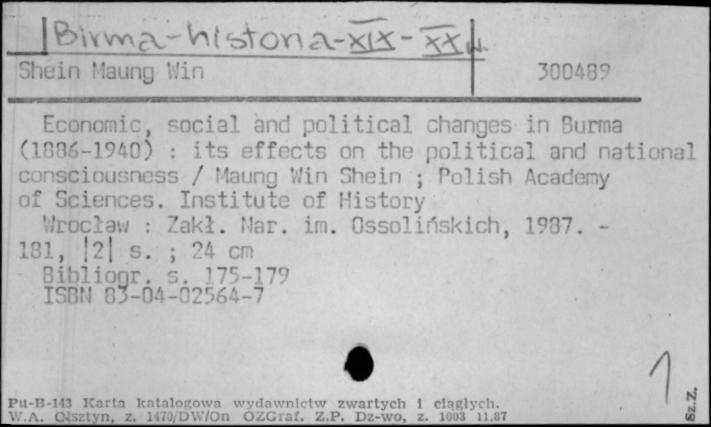 Birma-historia-XIX-XX w.
Shein Maung Win 300489
Economic, social and political changes in Burma
(1886-1940) : its effects on the political and national
consciousness / Maung Win Shein ; Polish Academy
of Sciences. Institute of History
Wrocław : Zakł. Nar. im. Ossolińskich, 1987. -
181, |2| s. ; 24 cm
Bibliogr. s. 175-179
ISBN 83-04-02564-7
1
Pu-B-143 Karta katalogowa wydawnictw zwartych i ciągłych.
W.A. Olsztyn, z. 1470/DW/On OZGraf. Z.P. Dz-wo, z. 1003 11.87
Sz.Z.